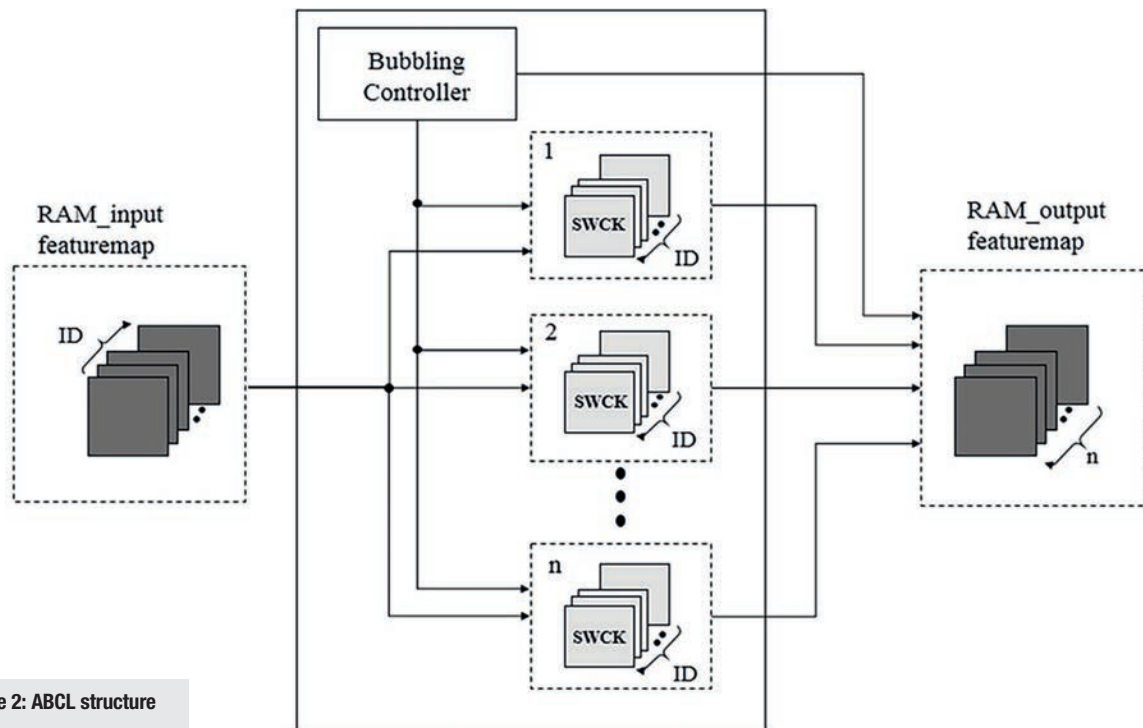 Bubbling
Controller
RAM_input
featuremap
ID
1
SWCK
ID
2
SWCK
ID
n
SWCK
ID
RAM_output
featuremap
n
e 2: ABCL structure